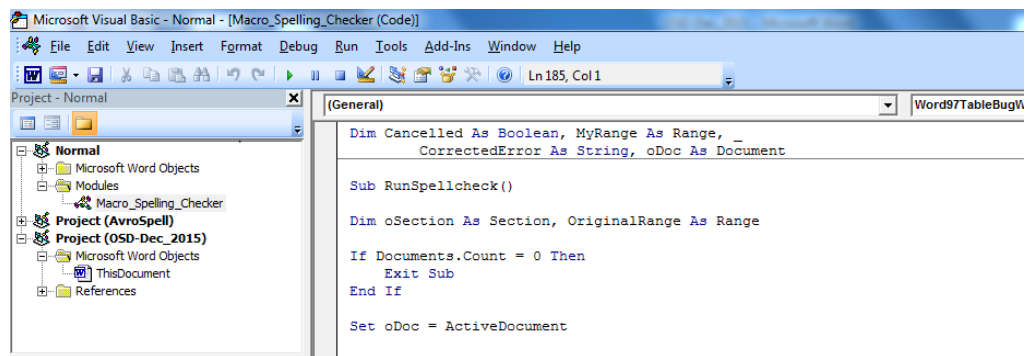 Microsoft Visual Basic - Normal - [Macro_Spelling_Checker (Code)]
File Edit View Insert Format Debug Run Tools Add-Ins Window Help
Ln 185, Col 1
Project - Normal
(General)
Word97TableBugW
Normal
Microsoft Word Objects
Modules
Macro_Spelling_Checker
Project (AvroSpell)
Project (OSD-Dec_2015)
Microsoft Word Objects
ThisDocument
References
Dim Cancelled As Boolean, MyRange As Range, _
CorrectedError As String, oDoc As Document
Sub RunSpellcheck()
Dim oSection As Section, OriginalRange As Range
If Documents.Count = 0 Then
Exit Sub
End If
Set oDoc = ActiveDocument